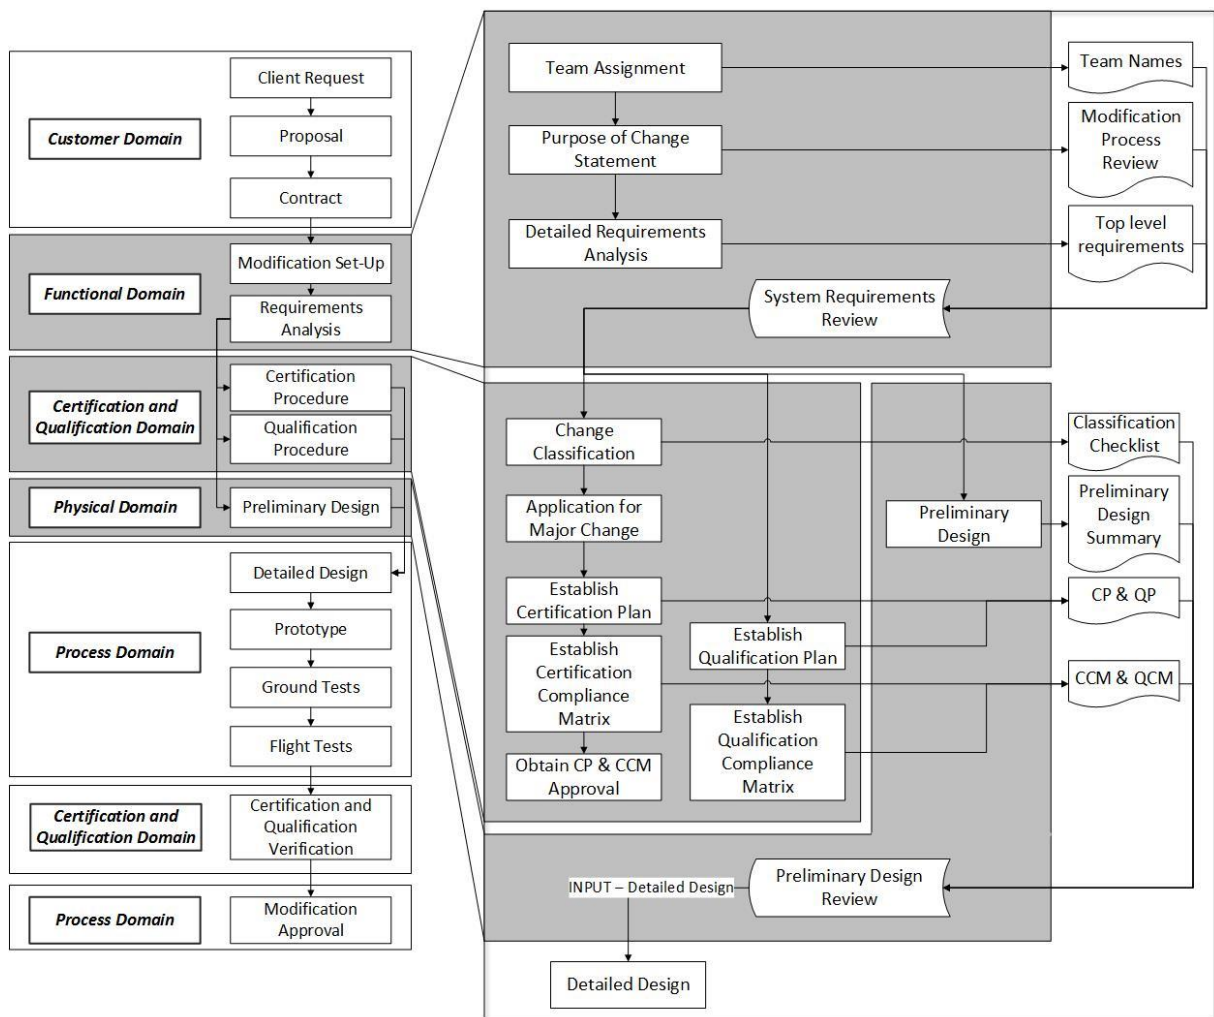 Client Request
Customer Domain
Proposal
Contract
Modification Set-Up
Functional Domain
Requirements
Analysis
Certification
Procedure
Certification and
Qualification Domain
Qualification
Procedure
Physical Domain
Preliminary Design
Detailed Design
Prototype
Process Domain
Ground Tests
Flight Tests
Certification and
Qualification Domain
Certification and
Qualification
Verification
Process Domain
Modification
Approval
Team Assignment
Team Names
Purpose of Change
Statement
Modification
Process
Review
Detailed Requirements
Analysis
Top level
requirements
System Requirements
Review
Change
Classification
Classification
Checklist
Application for
Major Change
Preliminary
Design
Preliminary
Design
Summary
Establish
Certification Plan
CP & QP
Establish
Qualification Plan
Establish
Certification
Compliance
Matrix
CCM & QCM
Establish
Qualification
Compliance
Matrix
Obtain CP & CCM
Approval
INPUT – Detailed Design
Preliminary Design
Review
Detailed Design